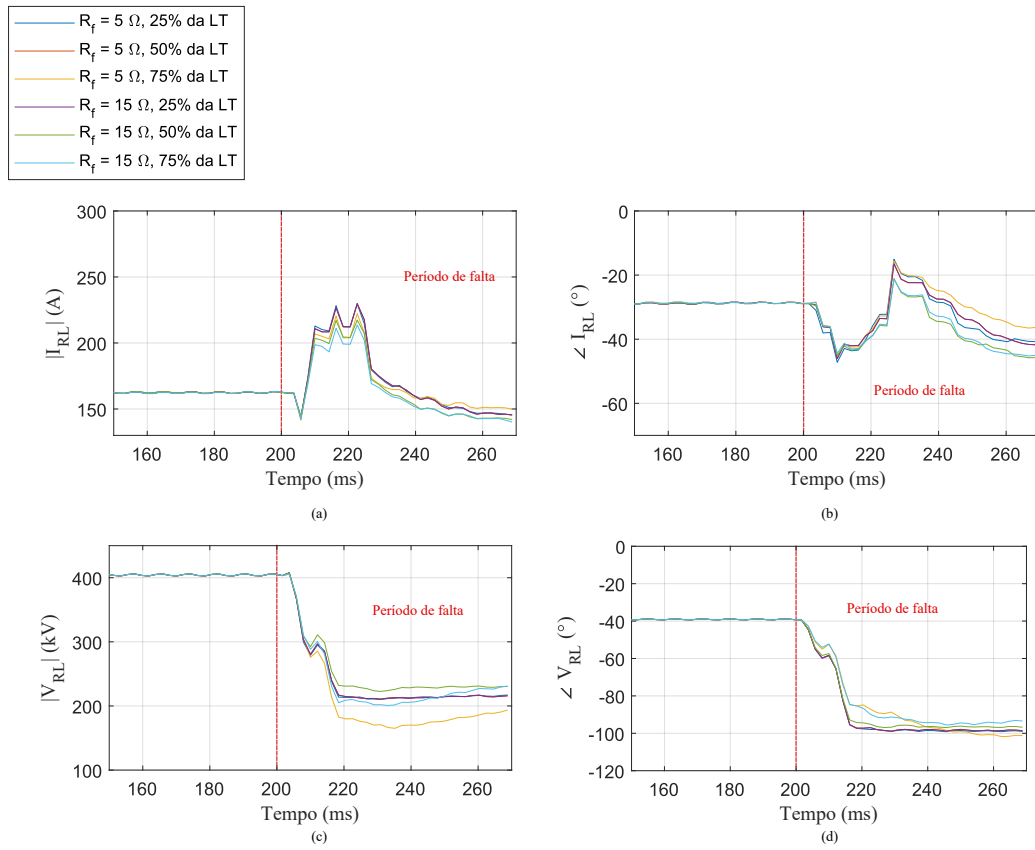 R_f = 5 Ω, 25% da LT
R_f = 5 Ω, 50% da LT
R_f = 5 Ω, 75% da LT
R_f = 15 Ω, 25% da LT
R_f = 15 Ω, 50% da LT
R_f = 15 Ω, 75% da LT
300
250
200
150
|I_RL| (A)
Período de falta
160 180 200 220 240 260
Tempo (ms)
(a)
0
-20
-40
-60
∠ I_RL (°)
Período de falta
160 180 200 220 240 260
Tempo (ms)
(b)
400
300
200
100
|V_RL| (kV)
Período de falta
160 180 200 220 240 260
Tempo (ms)
(c)
0
-20
-40
-60
-80
-100
-120
∠ V_RL (°)
Período de falta
160 180 200 220 240 260
Tempo (ms)
(d)